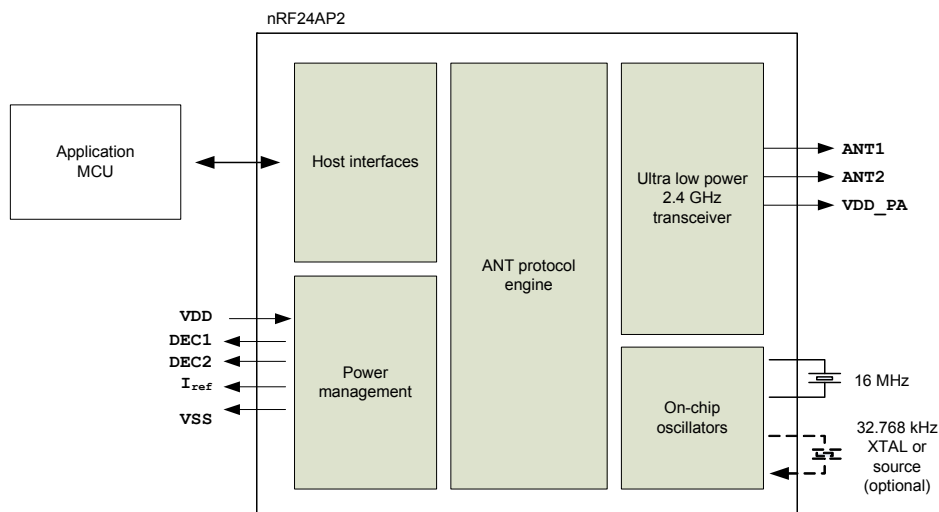 nRF24AP2
Application
MCU
Host interfaces
ANT protocol
engine
Ultra low power
2.4 GHz
transceiver
ANT1
ANT2
VDD_PA
VDD
DEC1
DEC2
Iref
VSS
Power
management
On-chip
oscillators
16 MHz
32.768 kHz
XTAL or
source
(optional)